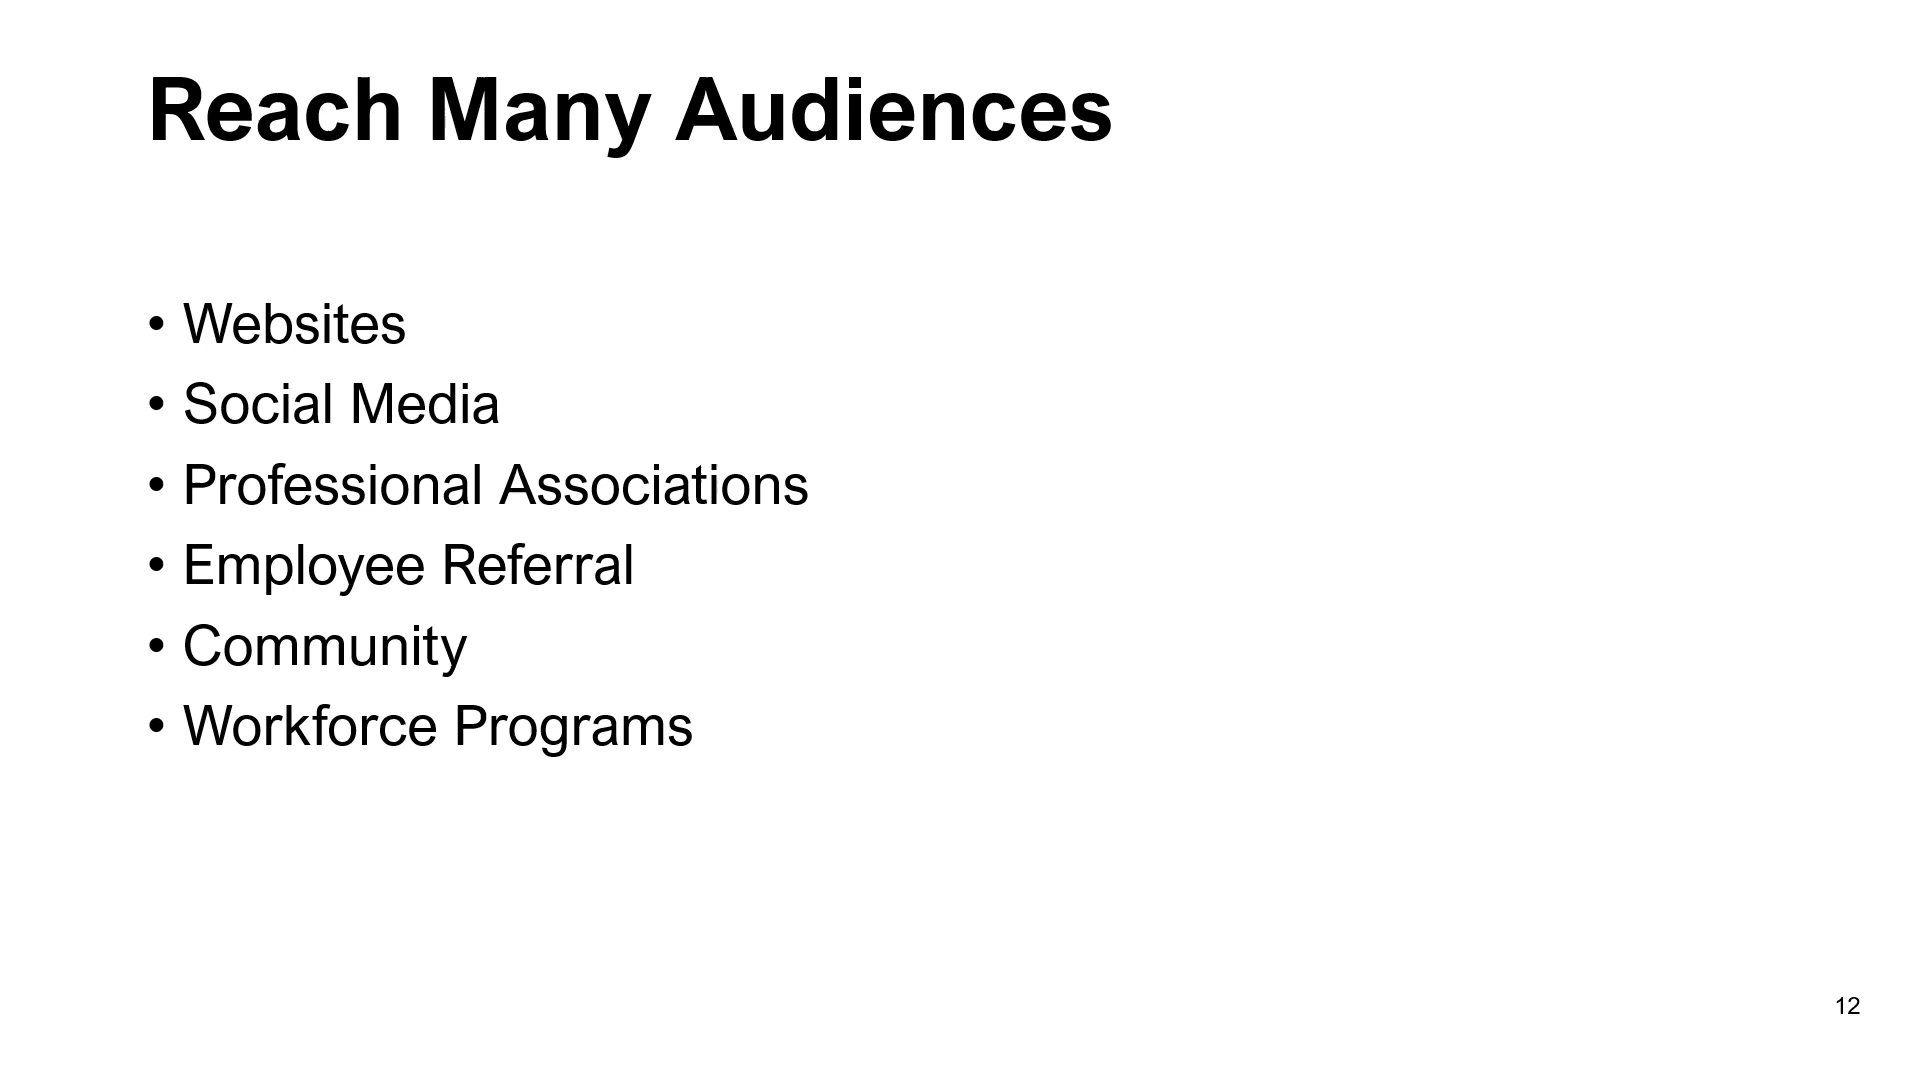 Reach Many Audiences
• Websites
• Social Media
• Professional Associations
• Employee Referral
• Community
• Workforce Programs
12